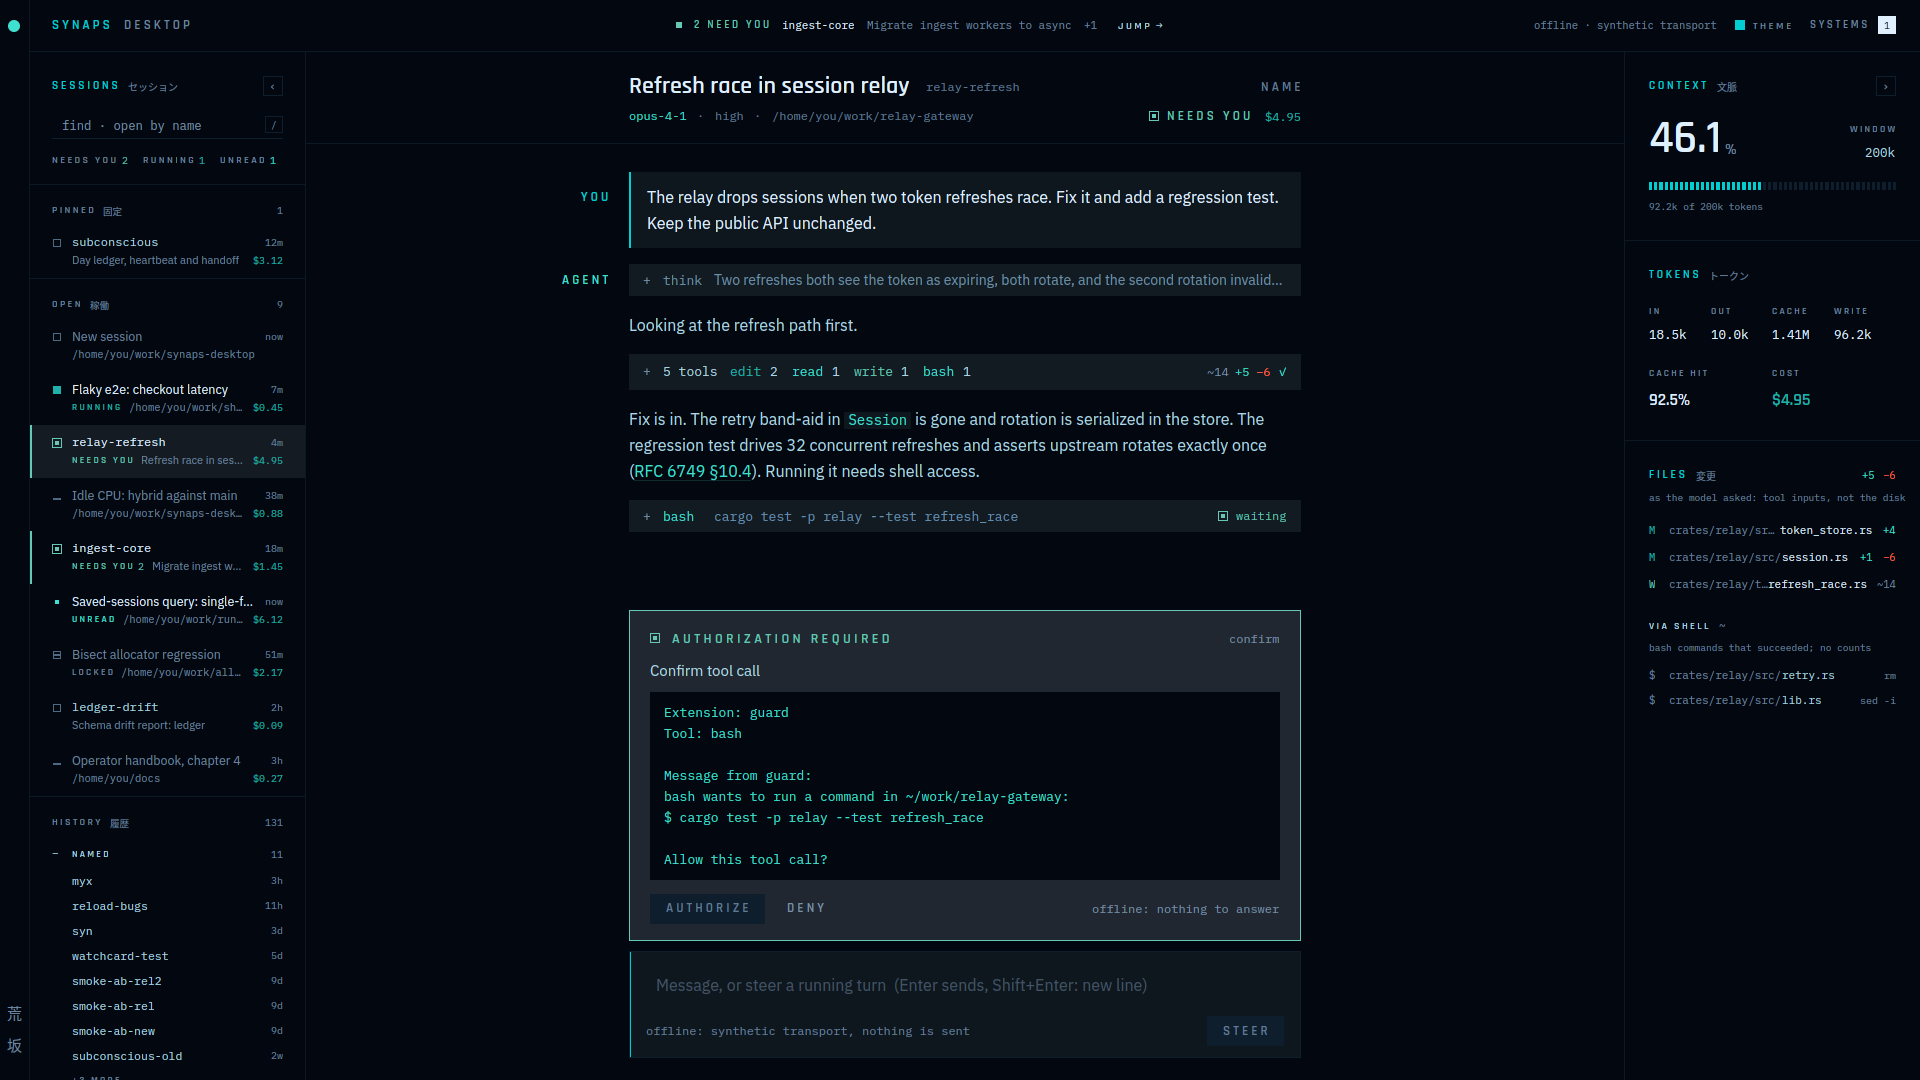 SYNAPS DESKTOP
2 NEED YOU ingest-core Migrate ingest workers to async +1 JUMP →
offline · synthetic transport THEME SYSTEMS 1
SESSIONS セッション ‹
find · open by name /
NEEDS YOU 2 RUNNING 1 UNREAD 1
PINNED 固定 1
subconscious 12m
Day ledger, heartbeat and handoff $3.12
OPEN 稼働 9
New session now
/home/you/work/synaps-desktop
Flaky e2e: checkout latency 7m
RUNNING /home/you/work/sh… $0.45
relay-refresh 4m
NEEDS YOU Refresh race in ses… $4.95
Idle CPU: hybrid against main 38m
/home/you/work/synaps-desk… $0.88
ingest-core 18m
NEEDS YOU 2 Migrate ingest w… $1.45
Saved-sessions query: single-f… now
UNREAD /home/you/work/run… $6.12
Bisect allocator regression 51m
LOCKED /home/you/work/all… $2.17
ledger-drift 2h
Schema drift report: ledger $0.09
Operator handbook, chapter 4 3h
/home/you/docs $0.27
HISTORY 履歴 131
− NAMED 11
myx 3h
reload-bugs 11h
syn 3d
watchcard-test 5d
smoke-ab-rel2 9d
smoke-ab-rel 9d
smoke-ab-new 9d
subconscious-old 2w
荒
坂
Refresh race in session relay relay-refresh NAME
opus-4-1 · high · /home/you/work/relay-gateway NEEDS YOU $4.95
YOU
The relay drops sessions when two token refreshes race. Fix it and add a regression test.
Keep the public API unchanged.
AGENT
+ think Two refreshes both see the token as expiring, both rotate, and the second rotation invalid…
Looking at the refresh path first.
+ 5 tools edit 2 read 1 write 1 bash 1 ~14 +5 −6 √
Fix is in. The retry band-aid in Session is gone and rotation is serialized in the store. The
regression test drives 32 concurrent refreshes and asserts upstream rotates exactly once
(RFC 6749 §10.4). Running it needs shell access.
+ bash cargo test -p relay --test refresh_race waiting
AUTHORIZATION REQUIRED confirm
Confirm tool call
Extension: guard
Tool: bash
Message from guard:
bash wants to run a command in ~/work/relay-gateway:
$ cargo test -p relay --test refresh_race
Allow this tool call?
AUTHORIZE DENY offline: nothing to answer
Message, or steer a running turn (Enter sends, Shift+Enter: new line)
offline: synthetic transport, nothing is sent STEER
CONTEXT 文脈 ›
46.1% WINDOW
200k
92.2k of 200k tokens
TOKENS トークン
IN OUT CACHE WRITE
18.5k 10.0k 1.41M 96.2k
CACHE HIT COST
92.5% $4.95
FILES 変更 +5 −6
as the model asked: tool inputs, not the disk
M crates/relay/sr… token_store.rs +4
M crates/relay/src/session.rs +1 −6
W crates/relay/t…refresh_race.rs ~14
VIA SHELL ~
bash commands that succeeded; no counts
$ crates/relay/src/retry.rs rm
$ crates/relay/src/lib.rs sed -i